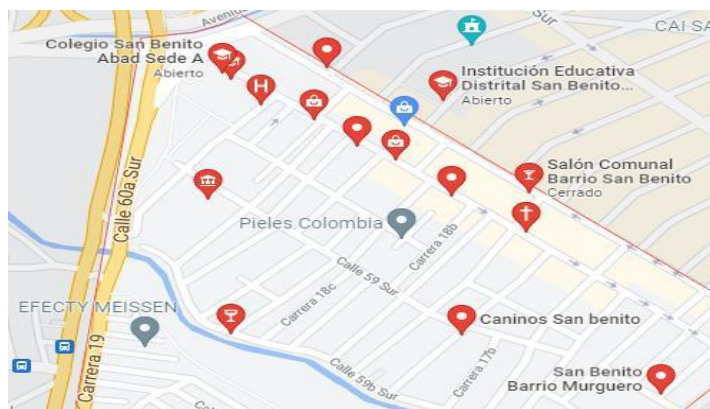 Avenida
Sur
CAI SA
Colegio San Benito
Abad Sede A
Abierto
H
Institución Educativa
Distrital San Benito...
Abierto
Salón Comunal
Barrio San Benito
Cerrado
Calle 60a Sur
Pieles Colombia
Carrera 18b
Calle 59 Sur
Carrera 18c
EFECTY MEISSEN
Caninos San benito
Carrera 19
Calle 59b Sur
Carrera 17b
San Benito
Barrio Murguero